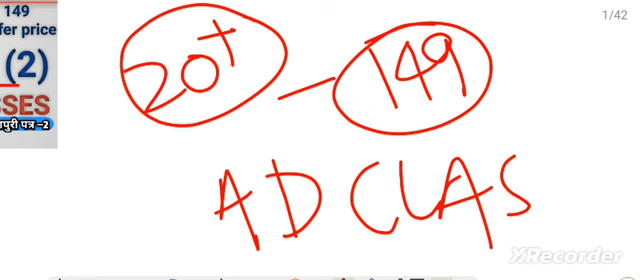 149
fer price
(2)
SSES
पुरी पत्र -2
1/42
20+ - 149
AD CLAS
XRecorder